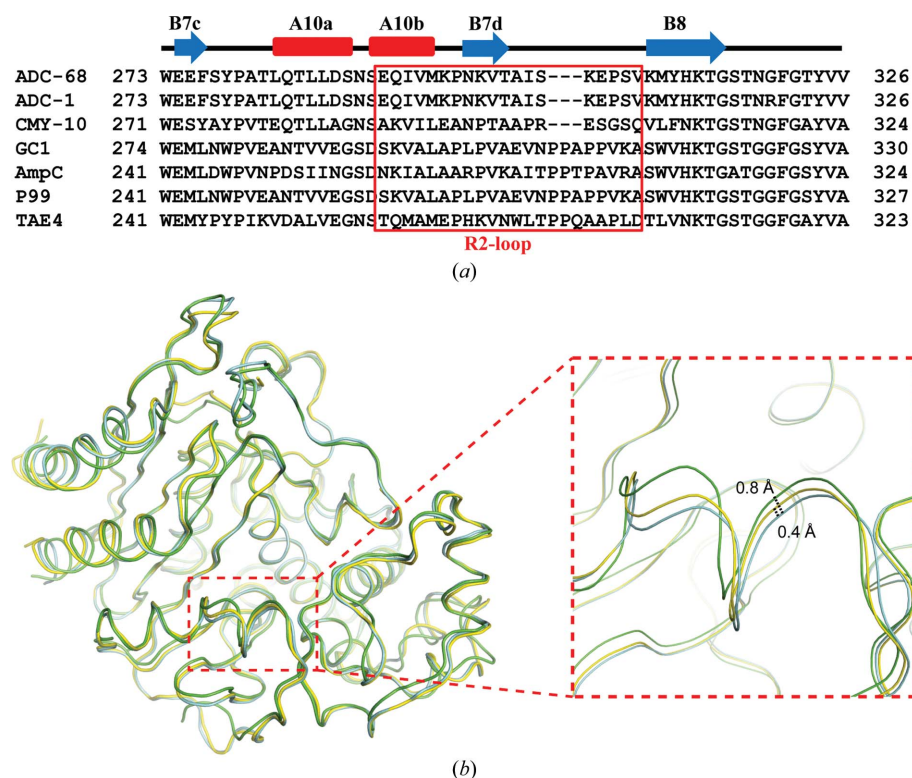 (a)
B7c A10a A10b B7d B8
ADC-68 273 WEEFSYPATLQTLLDSNSEQIVMKPNKVTAIS---KEPSVKMYHKTGSTNGFGTYVV 326
ADC-1 273 WEEFSYPATLQTLLDSNSEQIVMKPNKVTAIS---KEPSVKMYHKTGSTNRFGTYVV 326
CMY-10 271 WESYAYPVTEQTLLAGNSAKVILEANPTAAPR---ESGSQVLFNKTGASNGFGAYVA 324
GC1 274 WEMLNWPVEANTVVEGSDSKVALAPLPVAEVNPPAPPVKASWVHKTGSTGGFGSYVA 330
AmpC 241 WEMLDWPVNPDSIINGSDNKIALAARPVKAITPPTPAVRASWVHKTGATGGFGSYVA 324
P99 241 WEMLNWPVEANTVVEGSDSKVALAPLPVAEVNPPAPPVKASWVHKTGSTGGFGSYVA 327
TAE4 241 WEMYPYPIKVDALVEGNSTQMAMEPHKVNWLTPPQAAPLDTLVNKTGSTGGFGAYVA 323
R2-loop
(a)
0.8 Å
0.4 Å
(b)